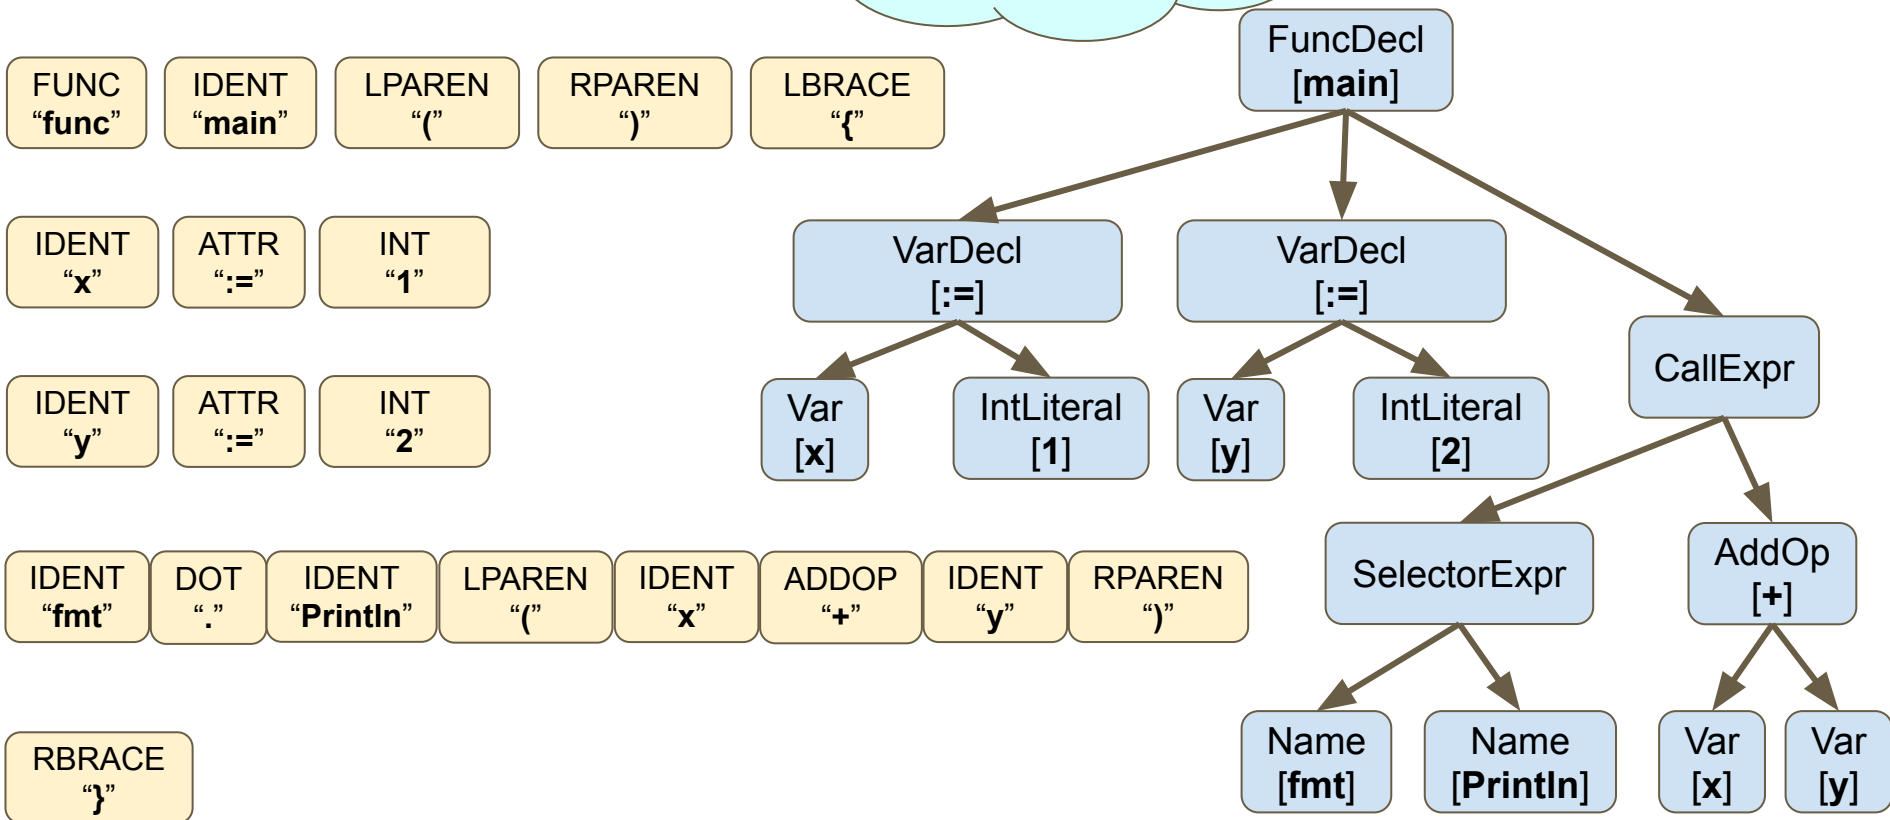 FUNC
“func”
IDENT
“main”
LPAREN
“(”
RPAREN
“)”
LBRACE
“{”
IDENT
“x”
ATTR
“:=”
INT
“1”
IDENT
“y”
ATTR
“:=”
INT
“2”
IDENT
“fmt”
DOT
“.”
IDENT
“Println”
LPAREN
“(”
IDENT
“x”
ADDOP
“+”
IDENT
“y”
RPAREN
“)”
RBRACE
“}”
FuncDecl
[main]
VarDecl
[:=]
VarDecl
[:=]
CallExpr
Var
[x]
IntLiteral
[1]
Var
[y]
IntLiteral
[2]
SelectorExpr
AddOp
[+]
Name
[fmt]
Name
[Println]
Var
[x]
Var
[y]